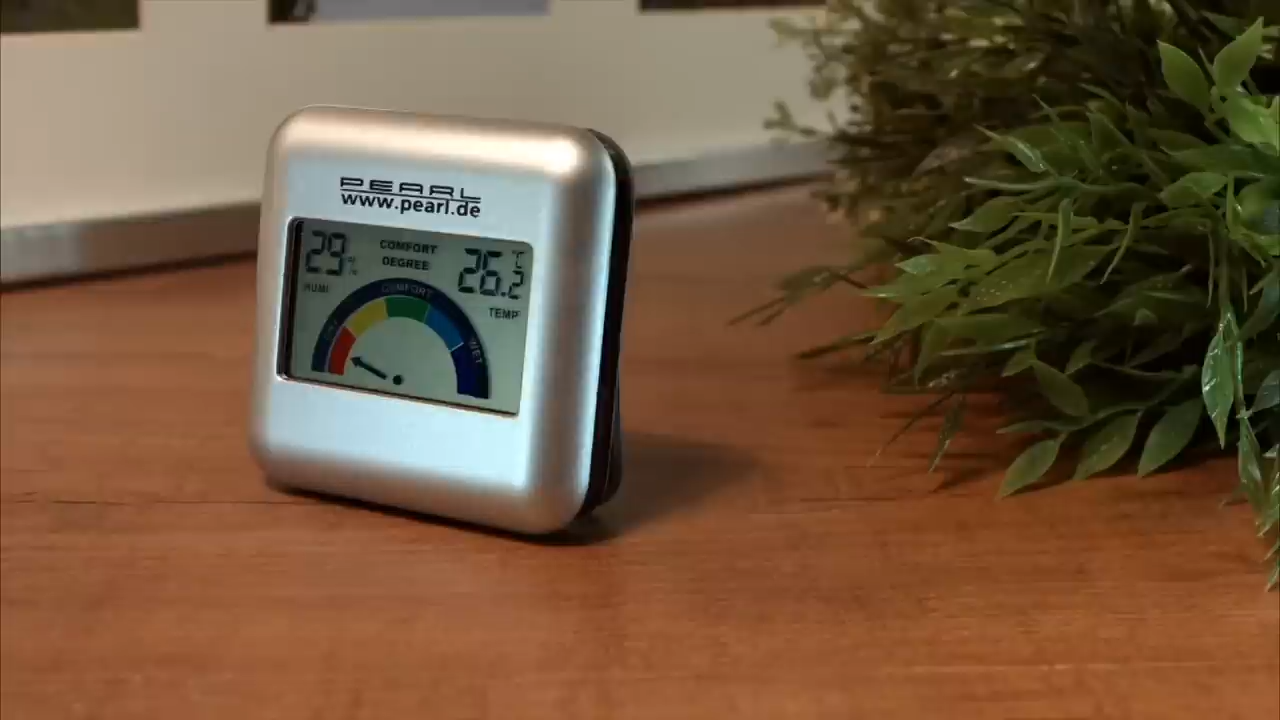 PEARL
www.pearl.de
29%
COMFORT
DEGREE
26.2 °C
HUMI
TEMP
COMFORT
WET